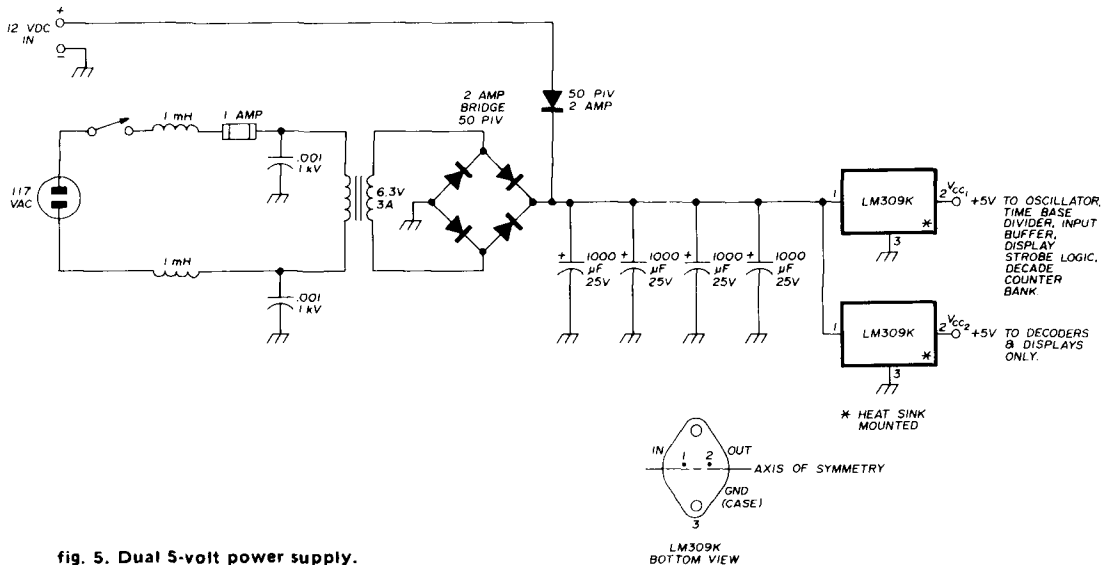 12 VDC
IN
+
−
1 mH
1 AMP
.001
1 kV
117
VAC
1 mH
.001
1 kV
6.3V
3A
2 AMP
BRIDGE
50 PIV
50 PIV
2 AMP
+ 1000
µF
25V
+ 1000
µF
25V
+ 1000
µF
25V
+ 1000
µF
25V
1
LM309K
*
2
3
VCC1
+5V TO OSCILLATOR,
TIME BASE
DIVIDER, INPUT
BUFFER,
DISPLAY
STROBE LOGIC,
DECADE
COUNTER
BANK.
1
LM309K
*
2
3
VCC2
+5V TO DECODERS
& DISPLAYS
ONLY.
* HEAT SINK
MOUNTED
IN
1
2
OUT
AXIS OF SYMMETRY
GND
(CASE)
3
LM309K
BOTTOM VIEW
fig. 5. Dual 5-volt power supply.